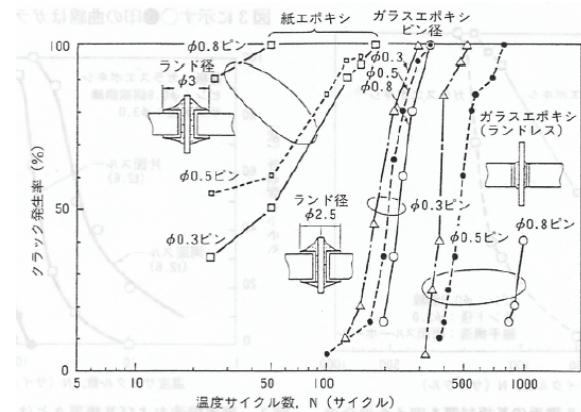 紙エポキシ
ガラスエポキシ
ピン径
φ0.8ピン
ランド径
φ3
φ0.3
φ0.5
φ0.8
ガラスエポキシ
(ランドレス)
φ0.5ピン
φ0.3ピン
ランド径
φ2.5
φ0.3ピン
φ0.5ピン
φ0.8ピン
クラック発生率 (%)
100
50
0
5
10
50
100
500
1000
5000
温度サイクル数, N (サイクル)